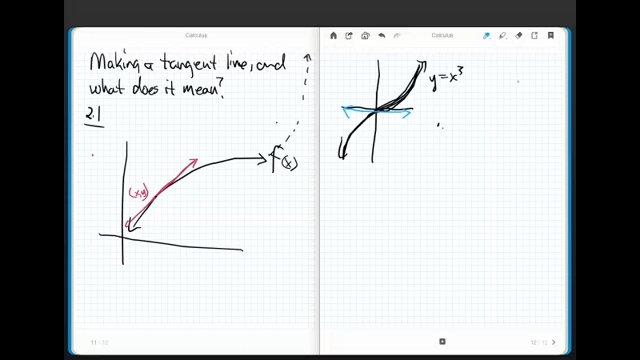 Calculus
Making a tangent line, and
what does it mean?
2.1
(x,y)
f(x)
11 / 12
Calculus
y = x³
12 / 12